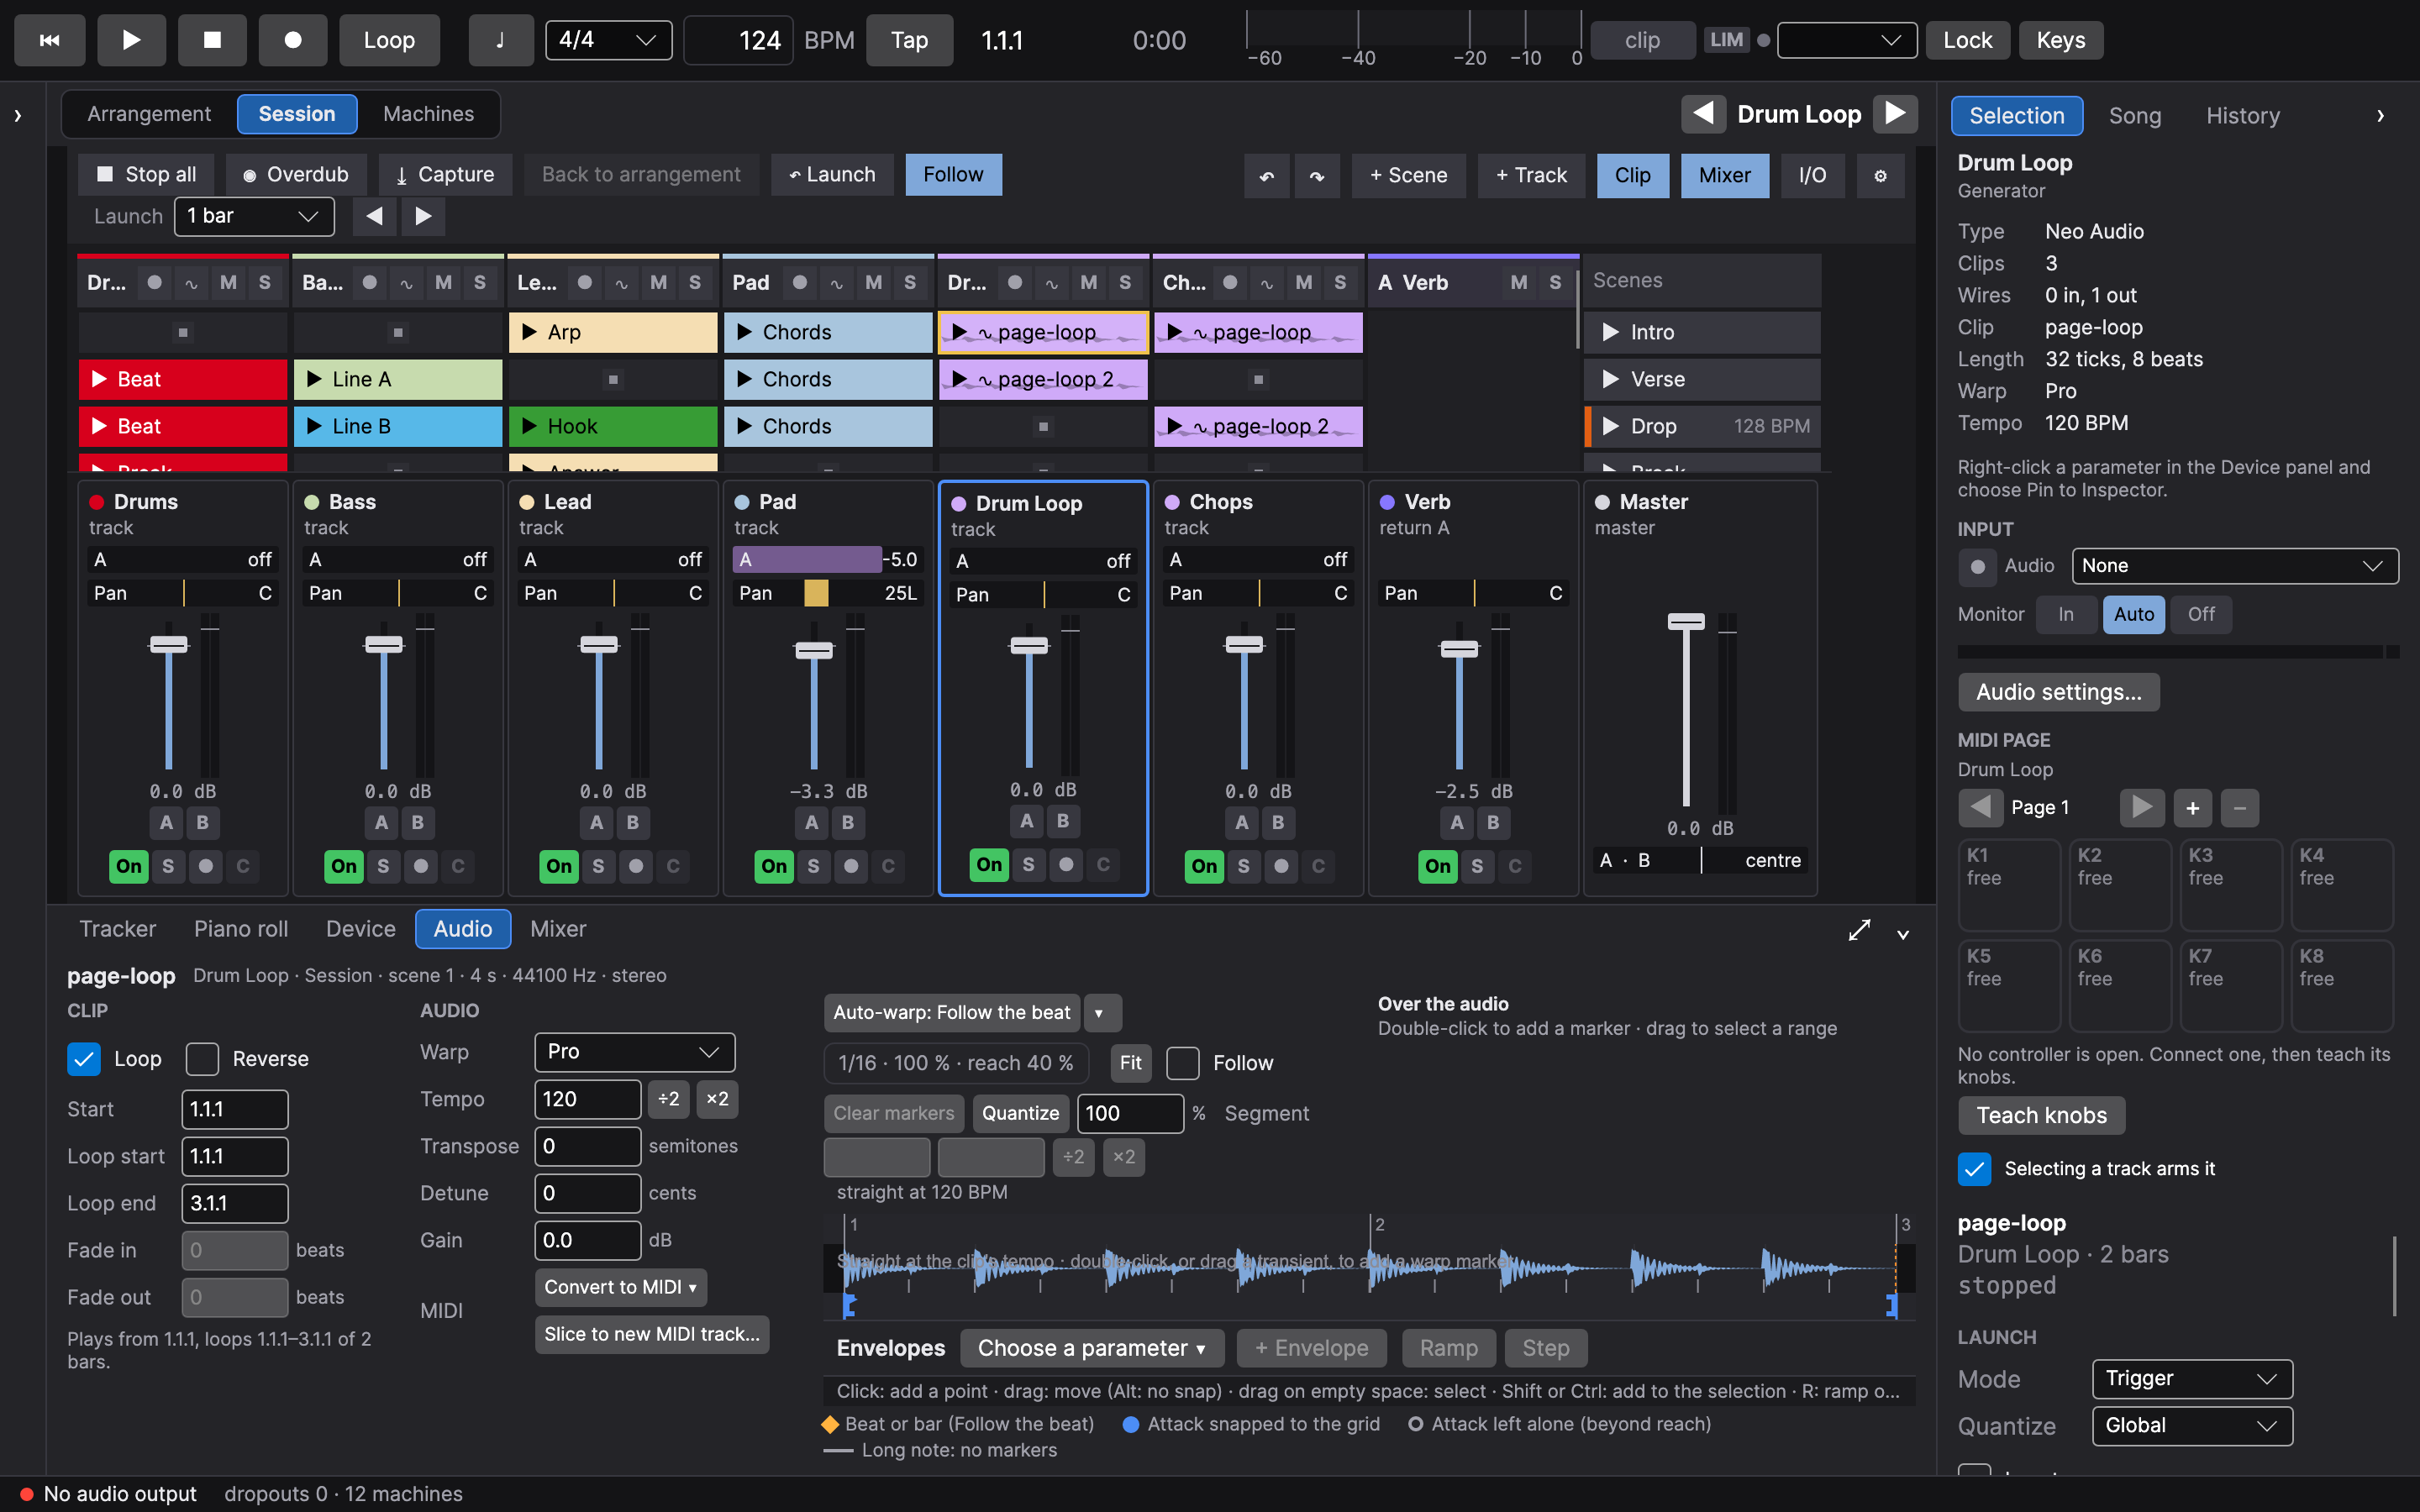 Loop
4/4
124 BPM
Tap
1.1.1
0:00
−60 −40 −20 −10 0
clip
LIM
Lock
Keys
Arrangement
Session
Machines
Drum Loop
Selection
Song
History
Stop all
Overdub
Capture
Back to arrangement
Launch
Follow
+ Scene
+ Track
Clip
Mixer
I/O
Launch 1 bar
Dr... M S
Ba... M S
Le... M S
Pad M S
Dr... M S
Ch... M S
A Verb M S
Scenes
Arp
Chords
page-loop
page-loop
Intro
Beat
Line A
Chords
page-loop 2
Verse
Beat
Line B
Hook
Chords
page-loop 2
Drop 128 BPM
Break
Answer
Break
Drums
track
A off
Pan C
0.0 dB
A B
On S C
Bass
track
A off
Pan C
0.0 dB
A B
On S C
Lead
track
A off
Pan C
0.0 dB
A B
On S C
Pad
track
A -5.0
Pan 25L
−3.3 dB
A B
On S C
Drum Loop
track
A off
Pan C
0.0 dB
A B
On S C
Chops
track
A off
Pan C
0.0 dB
A B
On S C
Verb
return A
Pan C
−2.5 dB
A B
On S C
Master
master
0.0 dB
A · B centre
Tracker
Piano roll
Device
Audio
Mixer
page-loop Drum Loop · Session · scene 1 · 4 s · 44100 Hz · stereo
CLIP
Loop Reverse
Start 1.1.1
Loop start 1.1.1
Loop end 3.1.1
Fade in 0 beats
Fade out 0 beats
Plays from 1.1.1, loops 1.1.1–3.1.1 of 2
bars.
AUDIO
Warp Pro
Tempo 120 ÷2 ×2
Transpose 0 semitones
Detune 0 cents
Gain 0.0 dB
Convert to MIDI ▾
MIDI
Slice to new MIDI track...
Auto-warp: Follow the beat ▾
1/16 · 100 % · reach 40 % Fit Follow
Clear markers Quantize 100 % Segment
÷2 ×2
straight at 120 BPM
Over the audio
Double-click to add a marker · drag to select a range
1 2 3
Straight at the clip's tempo · double-click, or drag a transient, to add a warp marker
Envelopes Choose a parameter ▾ + Envelope Ramp Step
Click: add a point · drag: move (Alt: no snap) · drag on empty space: select · Shift or Ctrl: add to the selection · R: ramp o...
Beat or bar (Follow the beat) Attack snapped to the grid Attack left alone (beyond reach)
Long note: no markers
Drum Loop
Generator
Type Neo Audio
Clips 3
Wires 0 in, 1 out
Clip page-loop
Length 32 ticks, 8 beats
Warp Pro
Tempo 120 BPM
Right-click a parameter in the Device panel and
choose Pin to Inspector.
INPUT
Audio None
Monitor In Auto Off
Audio settings...
MIDI PAGE
Drum Loop
Page 1 + −
K1 free
K2 free
K3 free
K4 free
K5 free
K6 free
K7 free
K8 free
No controller is open. Connect one, then teach its
knobs.
Teach knobs
Selecting a track arms it
page-loop
Drum Loop · 2 bars
stopped
LAUNCH
Mode Trigger
Quantize Global
No audio output dropouts 0 · 12 machines